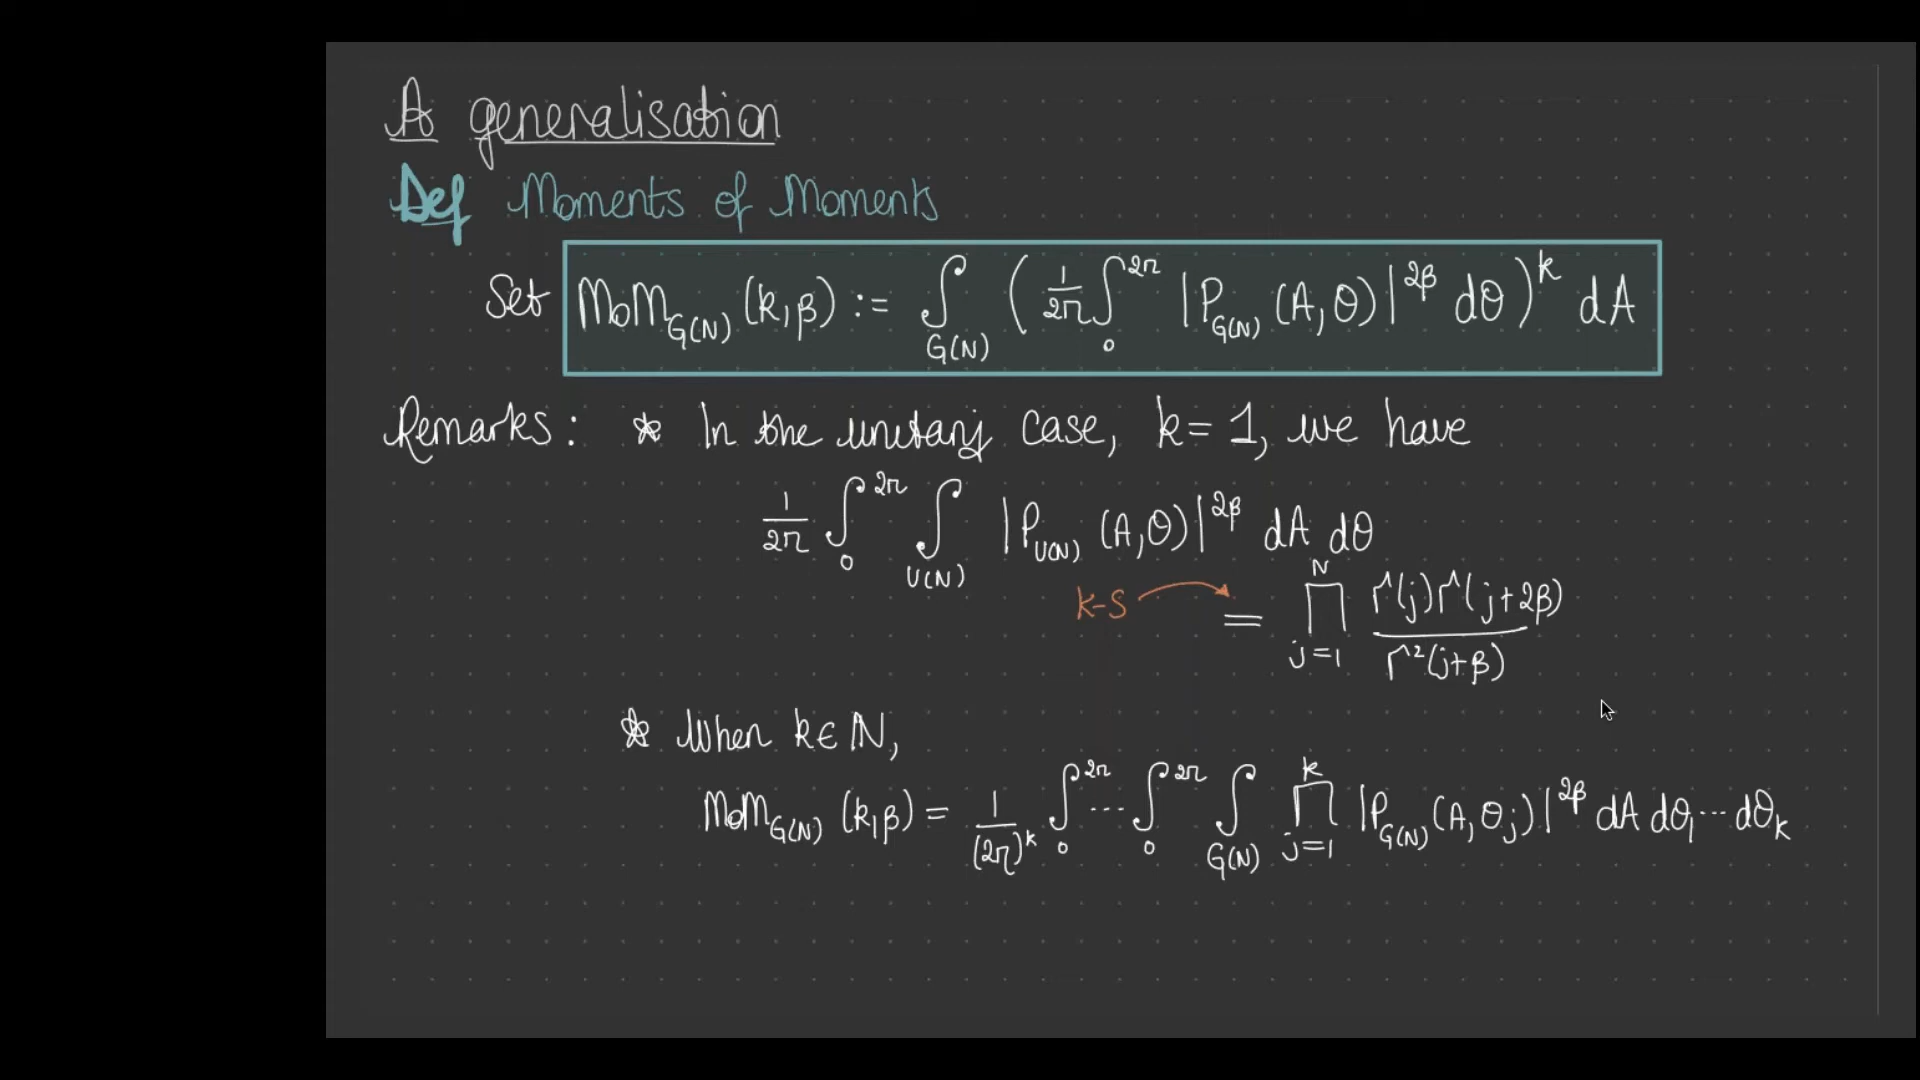 A generalisation
Def Moments of Moments
Set MoM_{G(N)} (k,β) := ∫_{G(N)} ( 1/2π ∫_0^{2π} |P_{G(N)} (A,θ)|^{2β} dθ )^k dA
Remarks: * In the unitary case, k=1, we have
1/2π ∫_0^{2π} ∫_{U(N)} |P_{U(N)} (A,θ)|^{2β} dA dθ
K-S = ∏_{j=1}^{N} Γ(j)Γ(j+2β) / Γ²(j+β)
* When k∈ℕ,
MoM_{G(N)} (k,β) = 1/(2π)^k ∫_0^{2π} ... ∫_0^{2π} ∫_{G(N)} ∏_{j=1}^{k} |P_{G(N)} (A,θ_j)|^{2β} dA dθ_1 ... dθ_k